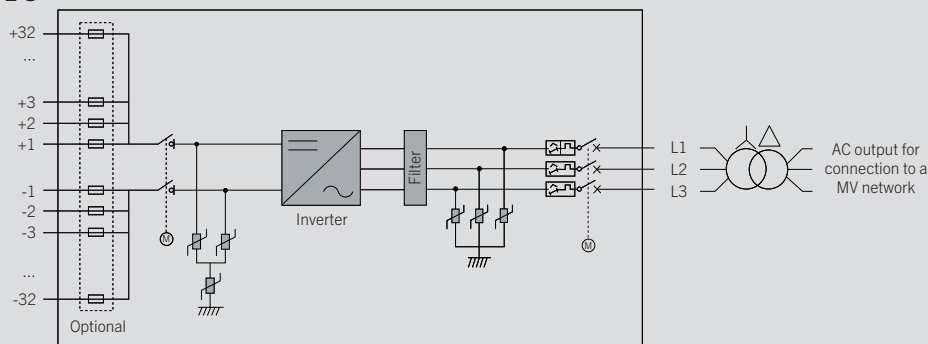 +32
...
+3
+2
+1
-1
-2
-3
...
-32
Optional
M
Inverter
Filter
M
L1
L2
L3
AC output for
connection to a
MV network